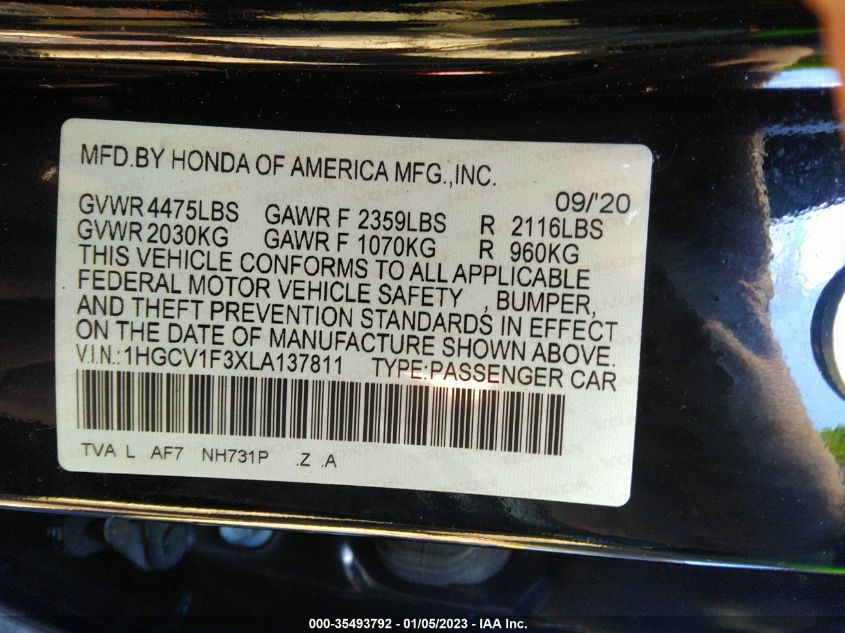 MFD.BY HONDA OF AMERICA MFG.,INC.
09/'20
GVWR 4475LBS GAWR F 2359LBS R 2116LBS
GVWR 2030KG GAWR F 1070KG R 960KG
THIS VEHICLE CONFORMS TO ALL APPLICABLE
FEDERAL MOTOR VEHICLE SAFETY , BUMPER,
AND THEFT PREVENTION STANDARDS IN EFFECT
ON THE DATE OF MANUFACTURE SHOWN ABOVE.
V.I.N.:1HGCV1F3XLA137811 TYPE:PASSENGER CAR
TVA L AF7 NH731P .Z .A
000-35493792 - 01/05/2023 - IAA Inc.